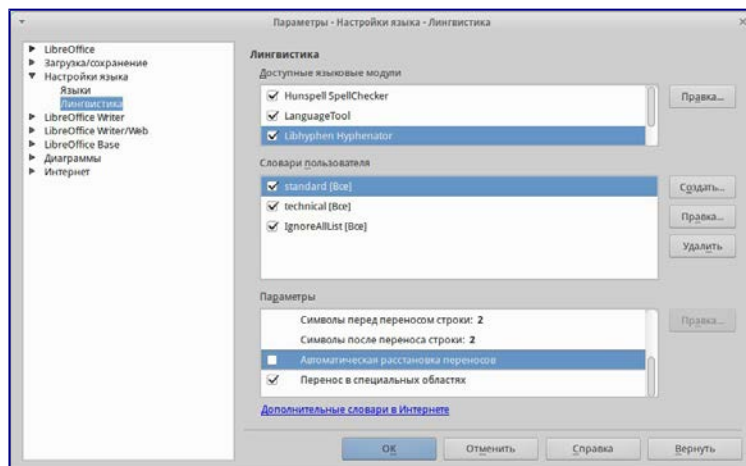 Параметры - Настройки языка - Лингвистика
LibreOffice
Загрузка/сохранение
Настройки языка
Языки
Лингвистика
LibreOffice Writer
LibreOffice Writer/Web
LibreOffice Base
Диаграммы
Интернет
Лингвистика
Доступные языковые модули
Hunspell SpellChecker
LanguageTool
Libhyphen Hyphenator
Правка...
Словари пользователя
standard [Все]
technical [Все]
IgnoreAllList [Все]
Создать...
Правка...
Удалить
Параметры
Символы перед переносом строки: 2
Символы после переноса строки: 2
Автоматическая расстановка переносов
Перенос в специальных областях
Правка...
Дополнительные словари в Интернете
ОК Отменить Справка Вернуть